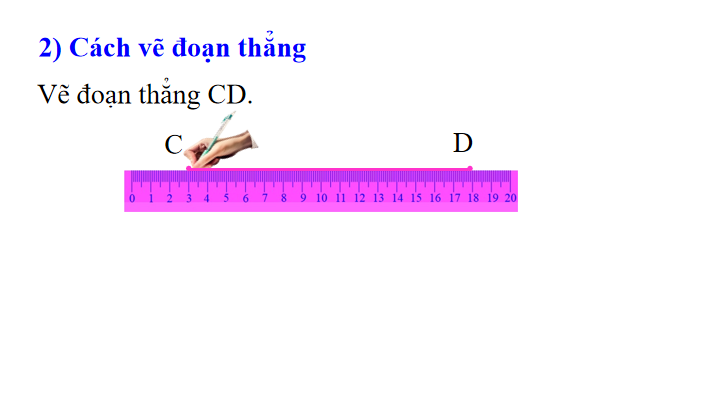 2) Cách vẽ đoạn thẳng
Vẽ đoạn thẳng CD.
C D
0 1 2 3 4 5 6 7 8 9 10 11 12 13 14 15 16 17 18 19 20